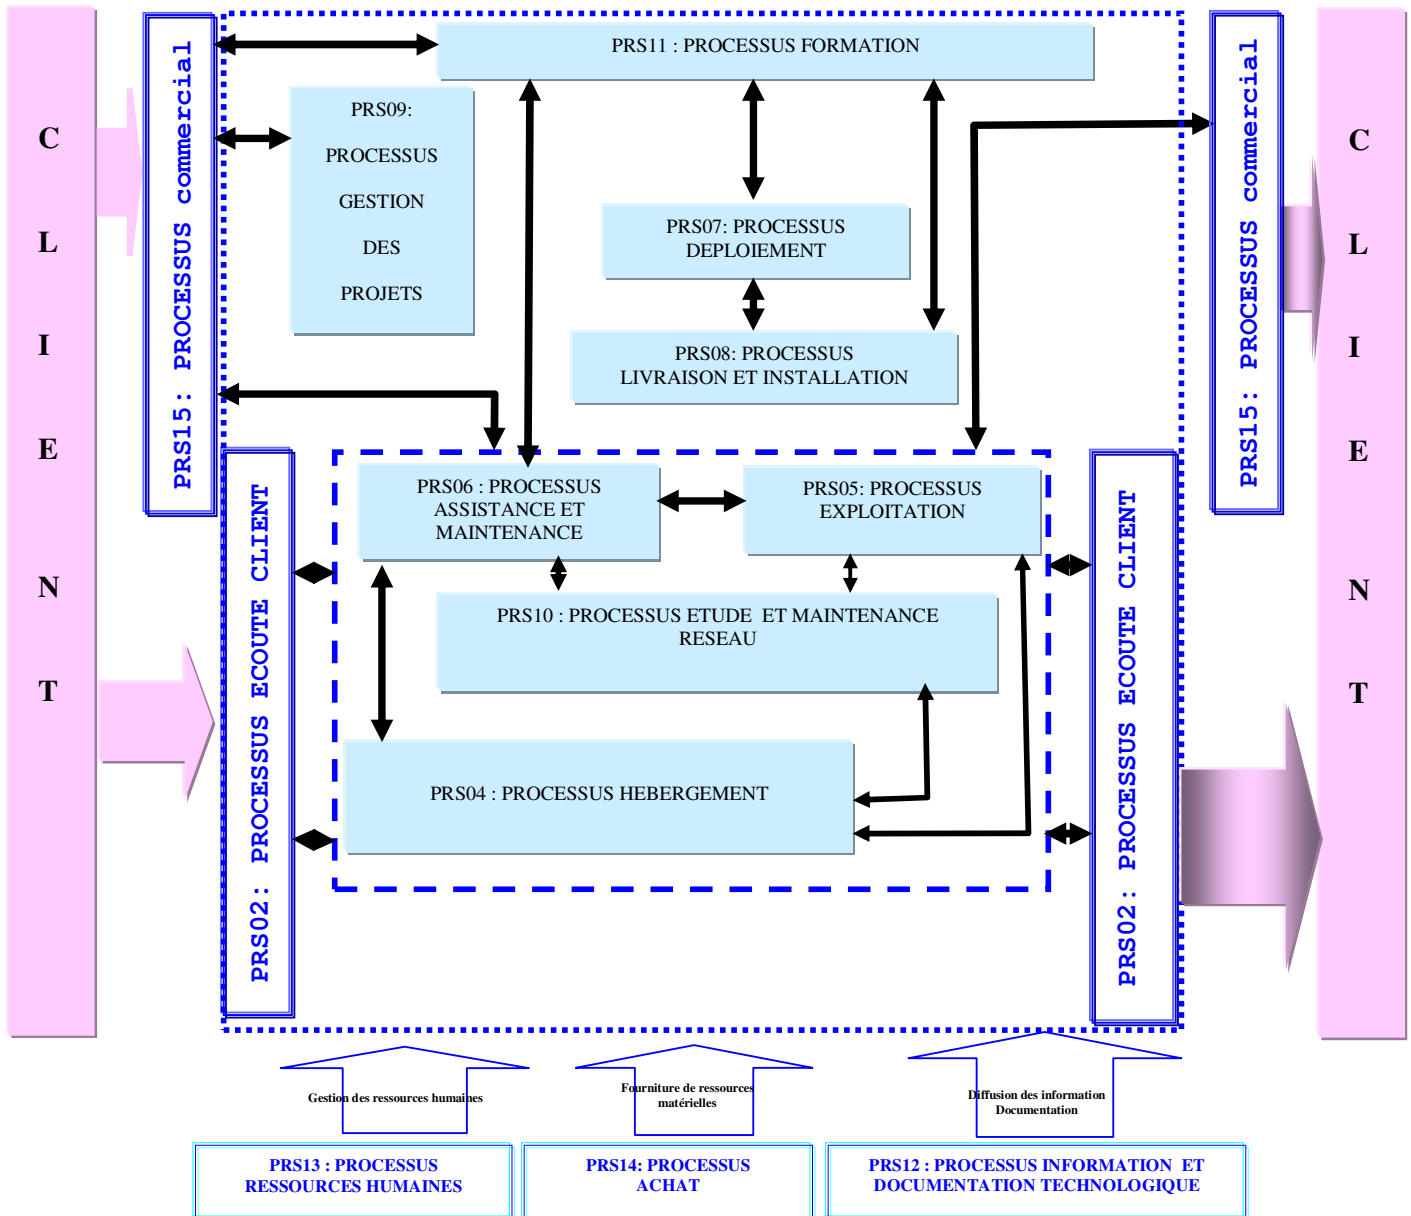 C
L
I
E
N
T
PRS15: PROCESSUS commercial
PRS11 : PROCESSUS FORMATION
PRS09:
PROCESSUS
GESTION
DES
PROJETS
PRS07: PROCESSUS
DEPLOIEMENT
PRS08: PROCESSUS
LIVRAISON ET INSTALLATION
PRS15: PROCESSUS commercial
C
L
I
E
N
T
PRS02: PROCESSUS ECOUTE CLIENT
PRS06 : PROCESSUS
ASSISTANCE ET
MAINTENANCE
PRS05: PROCESSUS
EXPLOITATION
PRS10 : PROCESSUS ETUDE ET MAINTENANCE
RESEAU
PRS04 : PROCESSUS HEBERGEMENT
PRS02: PROCESSUS ECOUTE CLIENT
Gestion des ressources humaines
Fourniture de ressources
matérielles
Diffusion des information
Documentation
PRS13 : PROCESSUS
RESSOURCES HUMAINES
PRS14: PROCESSUS
ACHAT
PRS12 : PROCESSUS INFORMATION ET
DOCUMENTATION TECHNOLOGIQUE